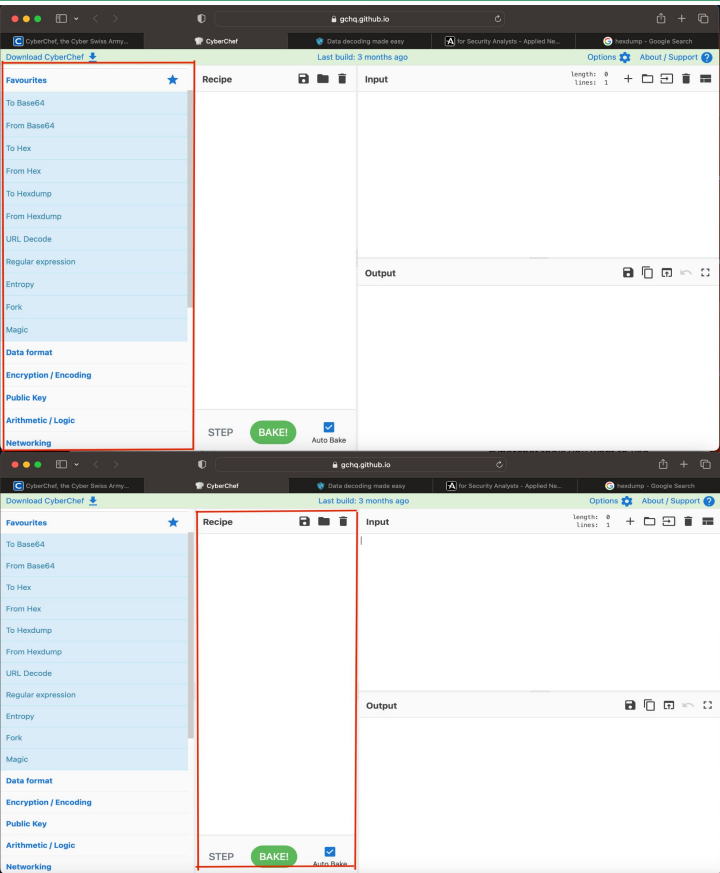 gchq.github.io
CyberChef, the Cyber Swiss Army...
CyberChef
Data decoding made easy
for Security Analysts - Applied Ne...
hexdump - Google Search
Download CyberChef
Last build: 3 months ago
Options
About / Support
Favourites
Recipe
Input
length: 0
lines: 1
To Base64
From Base64
To Hex
From Hex
To Hexdump
From Hexdump
URL Decode
Regular expression
Entropy
Fork
Magic
Data format
Encryption / Encoding
Public Key
Arithmetic / Logic
Networking
Output
STEP
BAKE!
Auto Bake
gchq.github.io
CyberChef, the Cyber Swiss Army...
CyberChef
Data decoding made easy
for Security Analysts - Applied Ne...
hexdump - Google Search
Download CyberChef
Last build: 3 months ago
Options
About / Support
Favourites
Recipe
Input
length: 0
lines: 1
To Base64
From Base64
To Hex
From Hex
To Hexdump
From Hexdump
URL Decode
Regular expression
Entropy
Fork
Magic
Data format
Encryption / Encoding
Public Key
Arithmetic / Logic
Networking
Output
STEP
BAKE!
Auto Bake